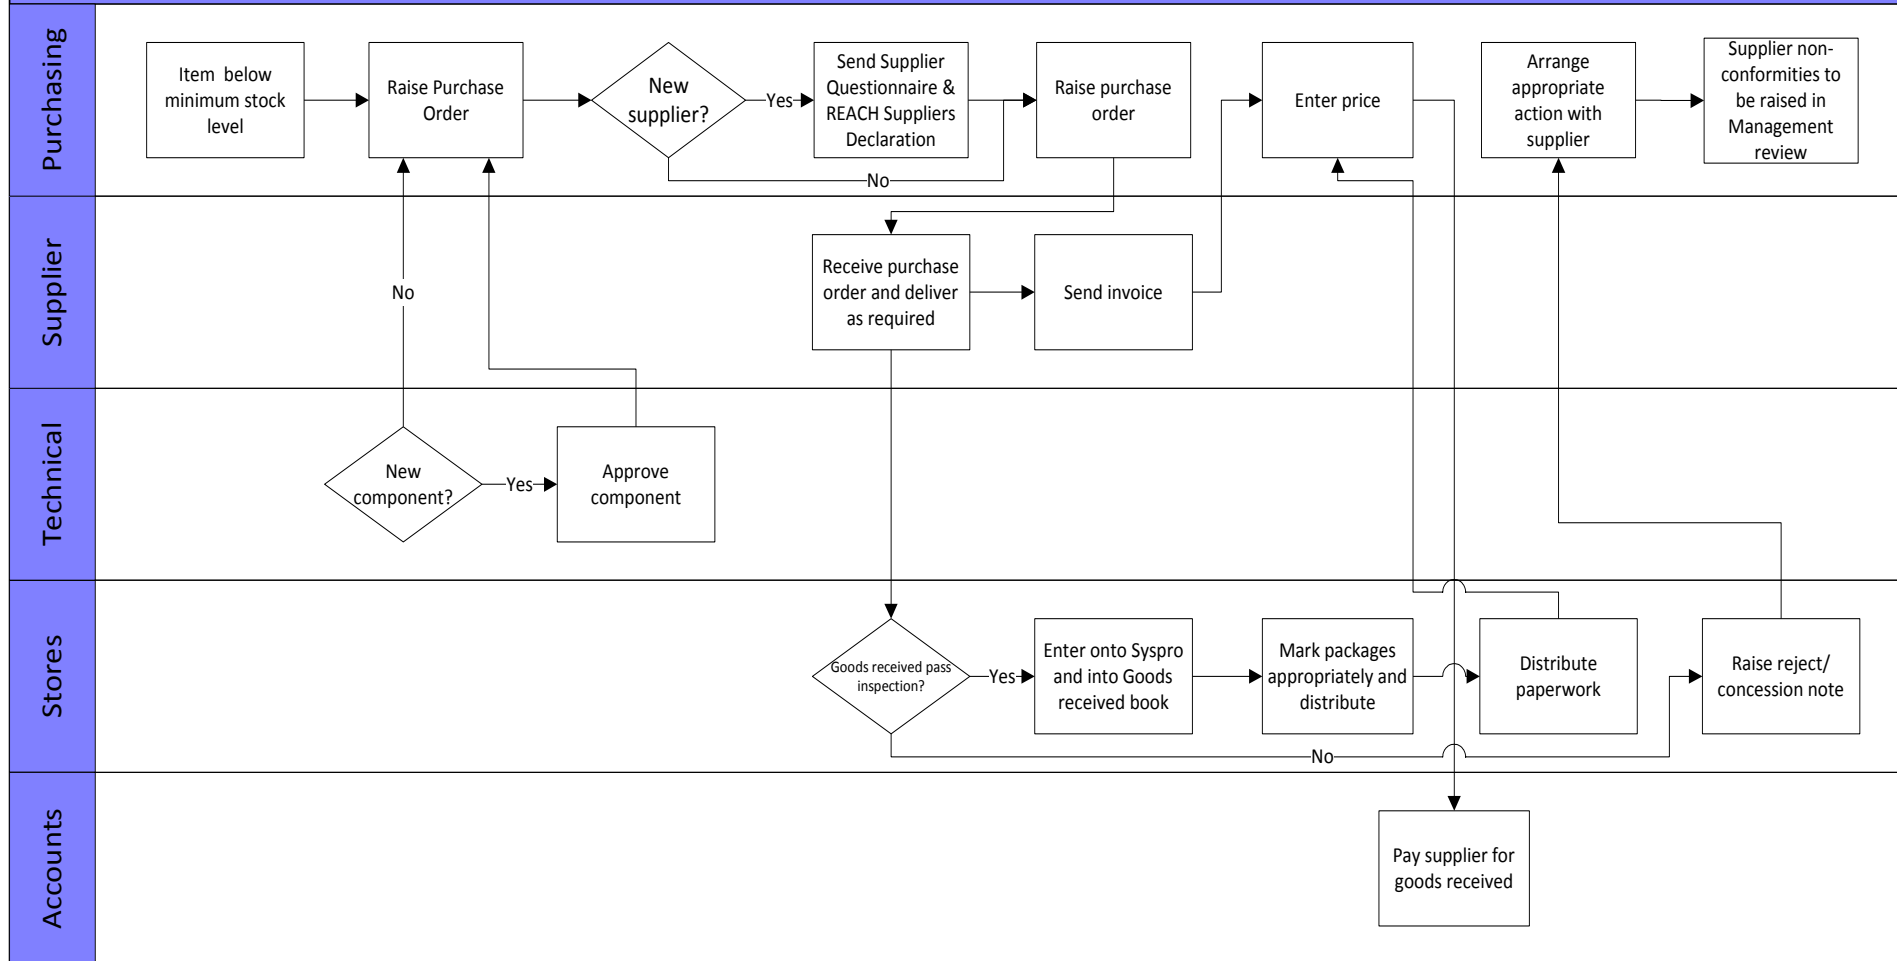 Purchasing
Item below
minimum stock
level
Raise Purchase
Order
New
supplier?
Yes
No
Send Supplier
Questionnaire &
REACH Suppliers
Declaration
Raise purchase
order
Enter price
Arrange
appropriate
action with
supplier
Supplier non-
conformities to
be raised in
Management
review
Supplier
No
Receive purchase
order and deliver
as required
Send invoice
Technical
New
component?
Yes
Approve
component
Stores
Goods received pass
inspection?
Yes
No
Enter onto Syspro
and into Goods
received book
Mark packages
appropriately and
distribute
Distribute
paperwork
Raise reject/
concession note
Accounts
Pay supplier for
goods received